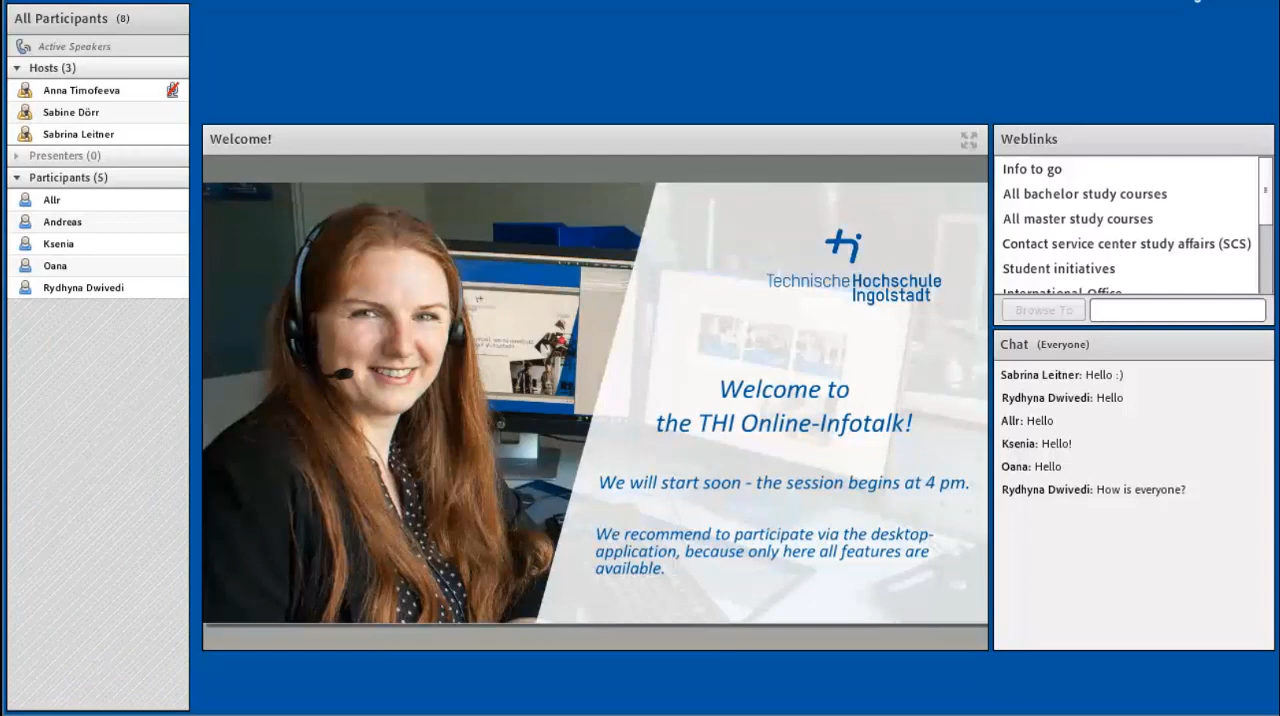 All Participants (8)
Active Speakers
Hosts (3)
Anna Timofeeva
Sabine Dörr
Sabrina Leitner
Presenters (0)
Participants (5)
Allr
Andreas
Ksenia
Oana
Rydhyna Dwivedi
Welcome!
Technische Hochschule
Ingolstadt
Welcome to
the THI Online-Infotalk!
We will start soon - the session begins at 4 pm.
We recommend to participate via the desktop-
application, because only here all features are
available.
Weblinks
Info to go
All bachelor study courses
All master study courses
Contact service center study affairs (SCS)
Student initiatives
International Office
Browse To
Chat (Everyone)
Sabrina Leitner: Hello :)
Rydhyna Dwivedi: Hello
Allr: Hello
Ksenia: Hello!
Oana: Hello
Rydhyna Dwivedi: How is everyone?